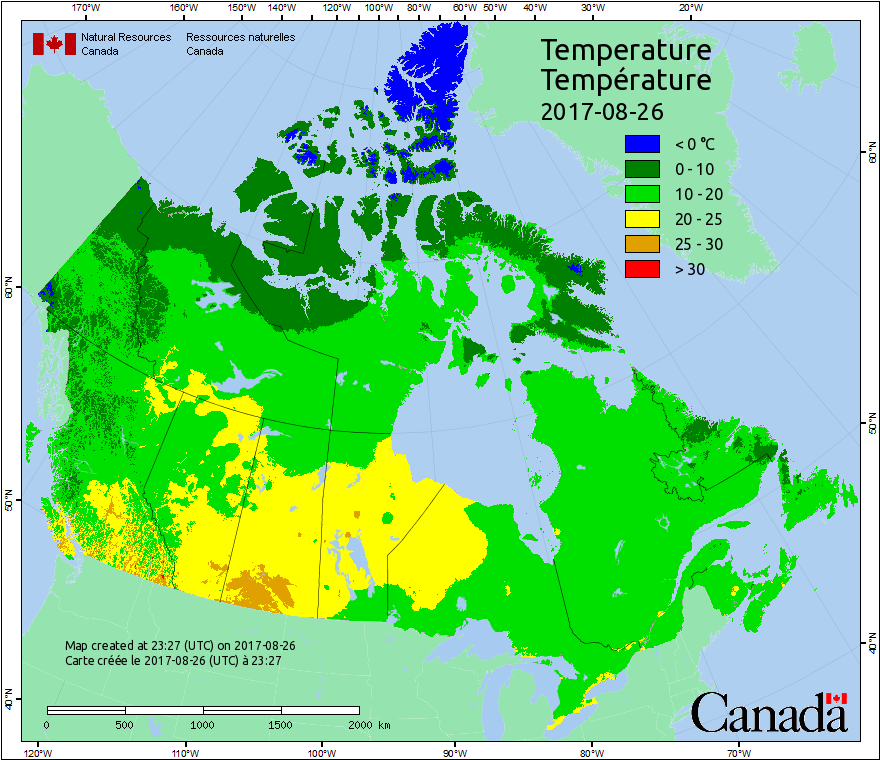 170°W 160°W 150°W 140°W 120°W 100°W 80°W 60°W 50°W 40°W 30°W 20°W
Natural Resources Ressources naturelles
Canada Canada
Temperature
Température
2017-08-26
< 0 °C
0 - 10
10 - 20
20 - 25
25 - 30
> 30
60°N
60°N
50°N
50°N
40°N
40°N
Map created at 23:27 (UTC) on 2017-08-26
Carte créée le 2017-08-26 (UTC) à 23:27
0 500 1000 1500 2000 km
Canada
120°W 110°W 100°W 90°W 80°W 70°W